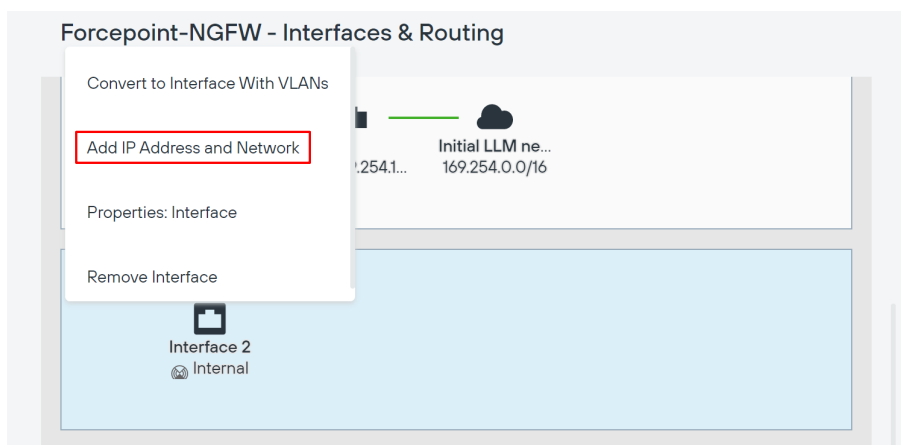 Forcepoint-NGFW - Interfaces & Routing
Convert to Interface With VLANs
Add IP Address and Network
Properties: Interface
Remove Interface
Initial LLM ne...
.254.1...
169.254.0.0/16
Interface 2
Internal